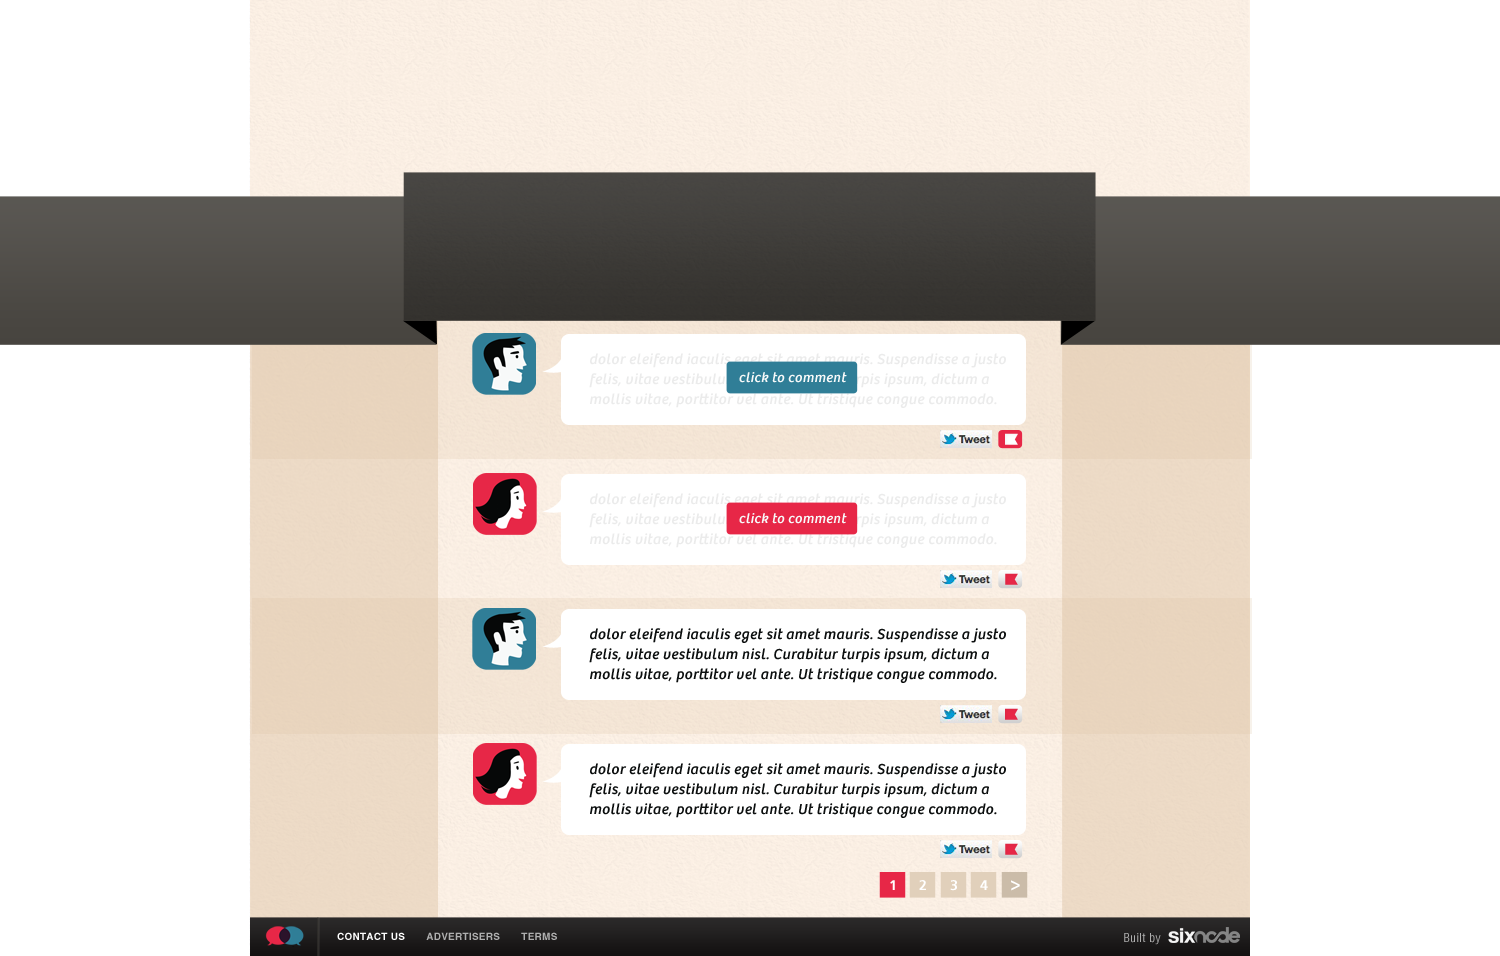 dolor eleifend iaculis eget sit amet mauris. Suspendisse a justo
felis, vitae vestibulu rpis ipsum, dictum a
click to comment
mollis vitae, porttitor vel ante. Ut tristique congue commodo.
Tweet
dolor eleifend iaculis eget sit amet mauris. Suspendisse a justo
felis, vitae vestibulu rpis ipsum, dictum a
click to comment
mollis vitae, porttitor vel ante. Ut tristique congue commodo.
Tweet
dolor eleifend iaculis eget sit amet mauris. Suspendisse a justo
felis, vitae vestibulum nisl. Curabitur turpis ipsum, dictum a
mollis vitae, porttitor vel ante. Ut tristique congue commodo.
Tweet
dolor eleifend iaculis eget sit amet mauris. Suspendisse a justo
felis, vitae vestibulum nisl. Curabitur turpis ipsum, dictum a
mollis vitae, porttitor vel ante. Ut tristique congue commodo.
Tweet
1 2 3 4 >
CONTACT US ADVERTISERS TERMS Built by sixnode